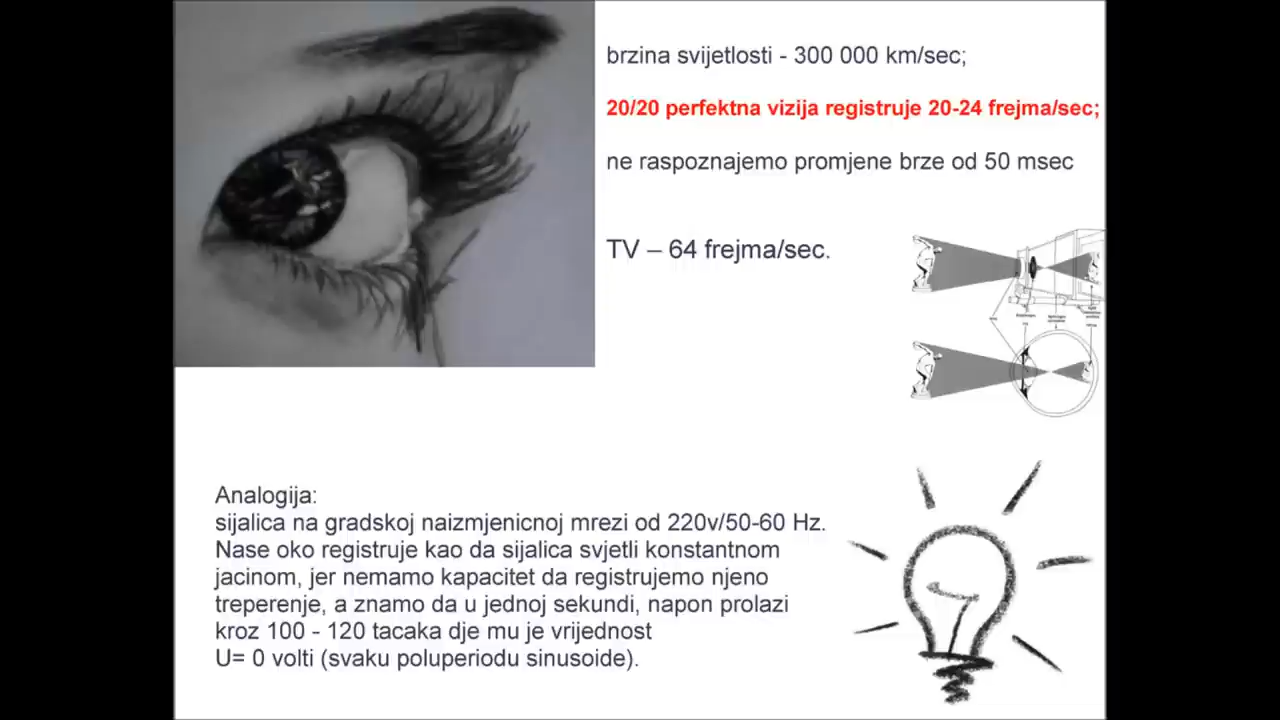 brzina svijetlosti - 300 000 km/sec;
20/20 perfektna vizija registruje 20-24 frejma/sec;
ne raspoznajemo promjene brze od 50 msec
TV – 64 frejma/sec.
Analogija:
sijalica na gradskoj naizmjenicnoj mrezi od 220v/50-60 Hz.
Nase oko registruje kao da sijalica svjetli konstantnom
jacinom, jer nemamo kapacitet da registrujemo njeno
treperenje, a znamo da u jednoj sekundi, napon prolazi
kroz 100 - 120 tacaka dje mu je vrijednost
U= 0 volti (svaku poluperiodu sinusoide).